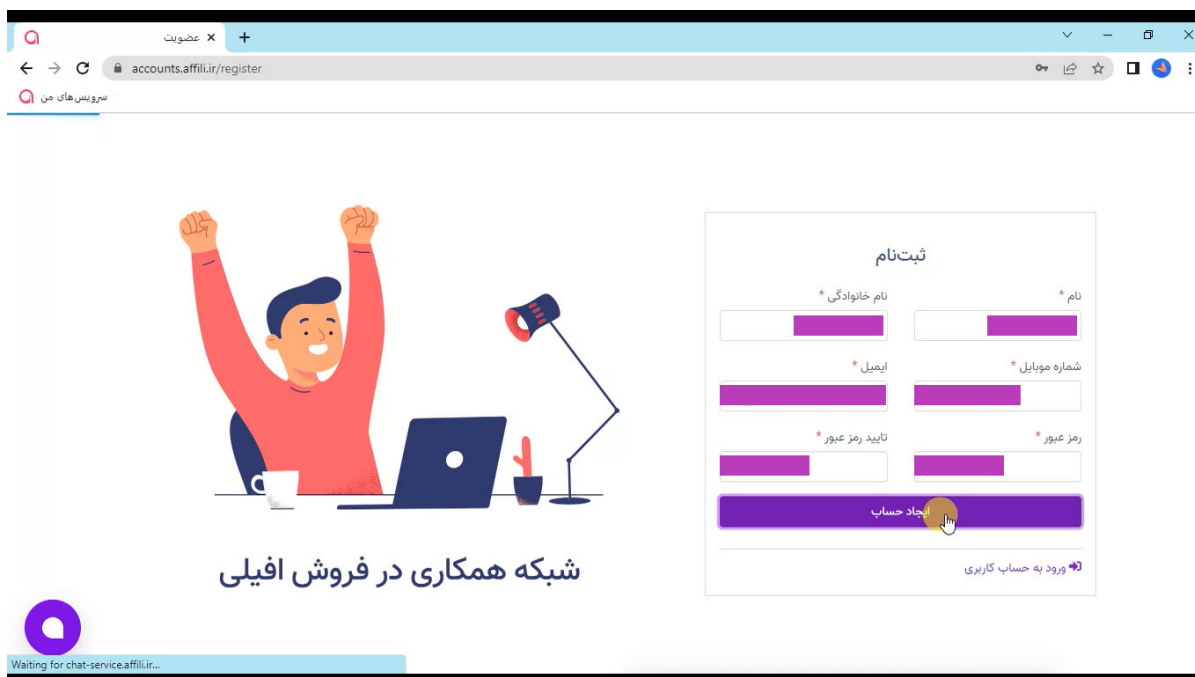 عضویت
accounts.affili.ir/register
سرویس‌های من
ثبت‌نام
نام *
نام خانوادگی *
شماره موبایل *
ایمیل *
رمز عبور *
تایید رمز عبور *
ایجاد حساب
ورود به حساب کاربری
شبکه همکاری در فروش افیلی
Waiting for chat-service.affili.ir...